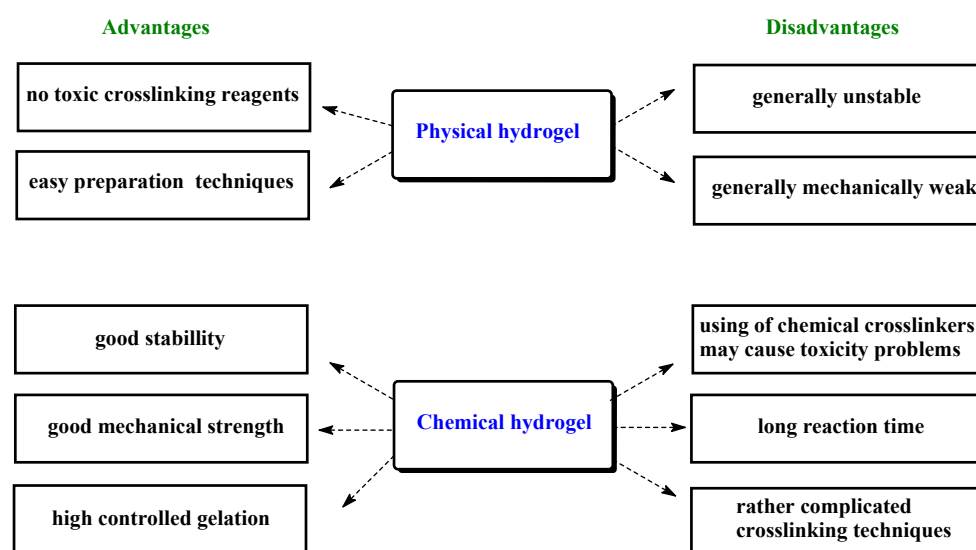 Advantages
Disadvantages
no toxic crosslinking reagents
easy preparation techniques
Physical hydrogel
generally unstable
generally mechanically weak
good stabillity
good mechanical strength
high controlled gelation
Chemical hydrogel
using of chemical crosslinkers
may cause toxicity problems
long reaction time
rather complicated
crosslinking techniques